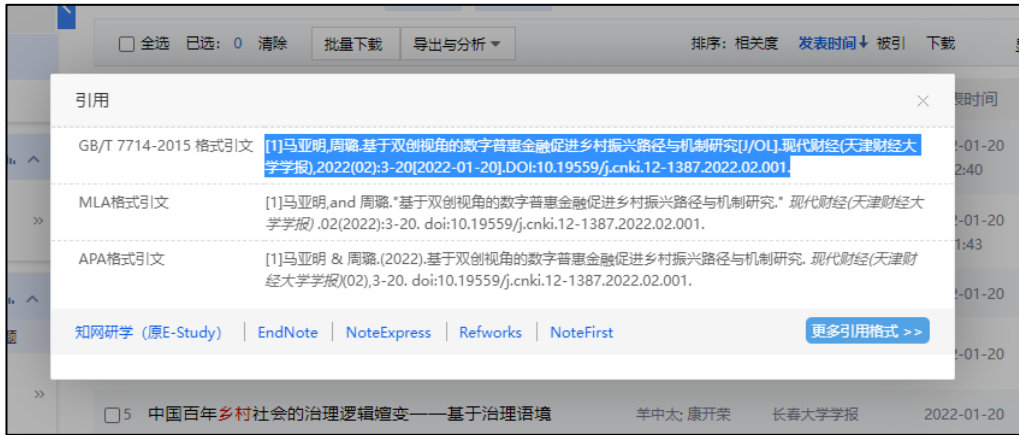 全选 已选: 0 清除 批量下载 导出与分析 排序: 相关度 发表时间↓ 被引 下载
引用
表时间
GB/T 7714-2015 格式引文 [1]马亚明,周璐.基于双创视角的数字普惠金融促进乡村振兴路径与机制研究[J/OL].现代财经(天津财经大
学学报),2022(02):3-20[2022-01-20].DOI:10.19559/j.cnki.12-1387.2022.02.001.
-01-20
2:40
MLA格式引文 [1]马亚明,and 周璐."基于双创视角的数字普惠金融促进乡村振兴路径与机制研究." 现代财经(天津财经大
学学报) .02(2022):3-20. doi:10.19559/j.cnki.12-1387.2022.02.001.
-01-20
1:43
APA格式引文 [1]马亚明 & 周璐.(2022).基于双创视角的数字普惠金融促进乡村振兴路径与机制研究. 现代财经(天津财
经大学学报)(02),3-20. doi:10.19559/j.cnki.12-1387.2022.02.001.
-01-20
题
知网研学（原E-Study） EndNote NoteExpress Refworks NoteFirst 更多引用格式 >>
-01-20
5 中国百年乡村社会的治理逻辑嬗变——基于治理语境 羊中太; 康开荣 长春大学学报 2022-01-20